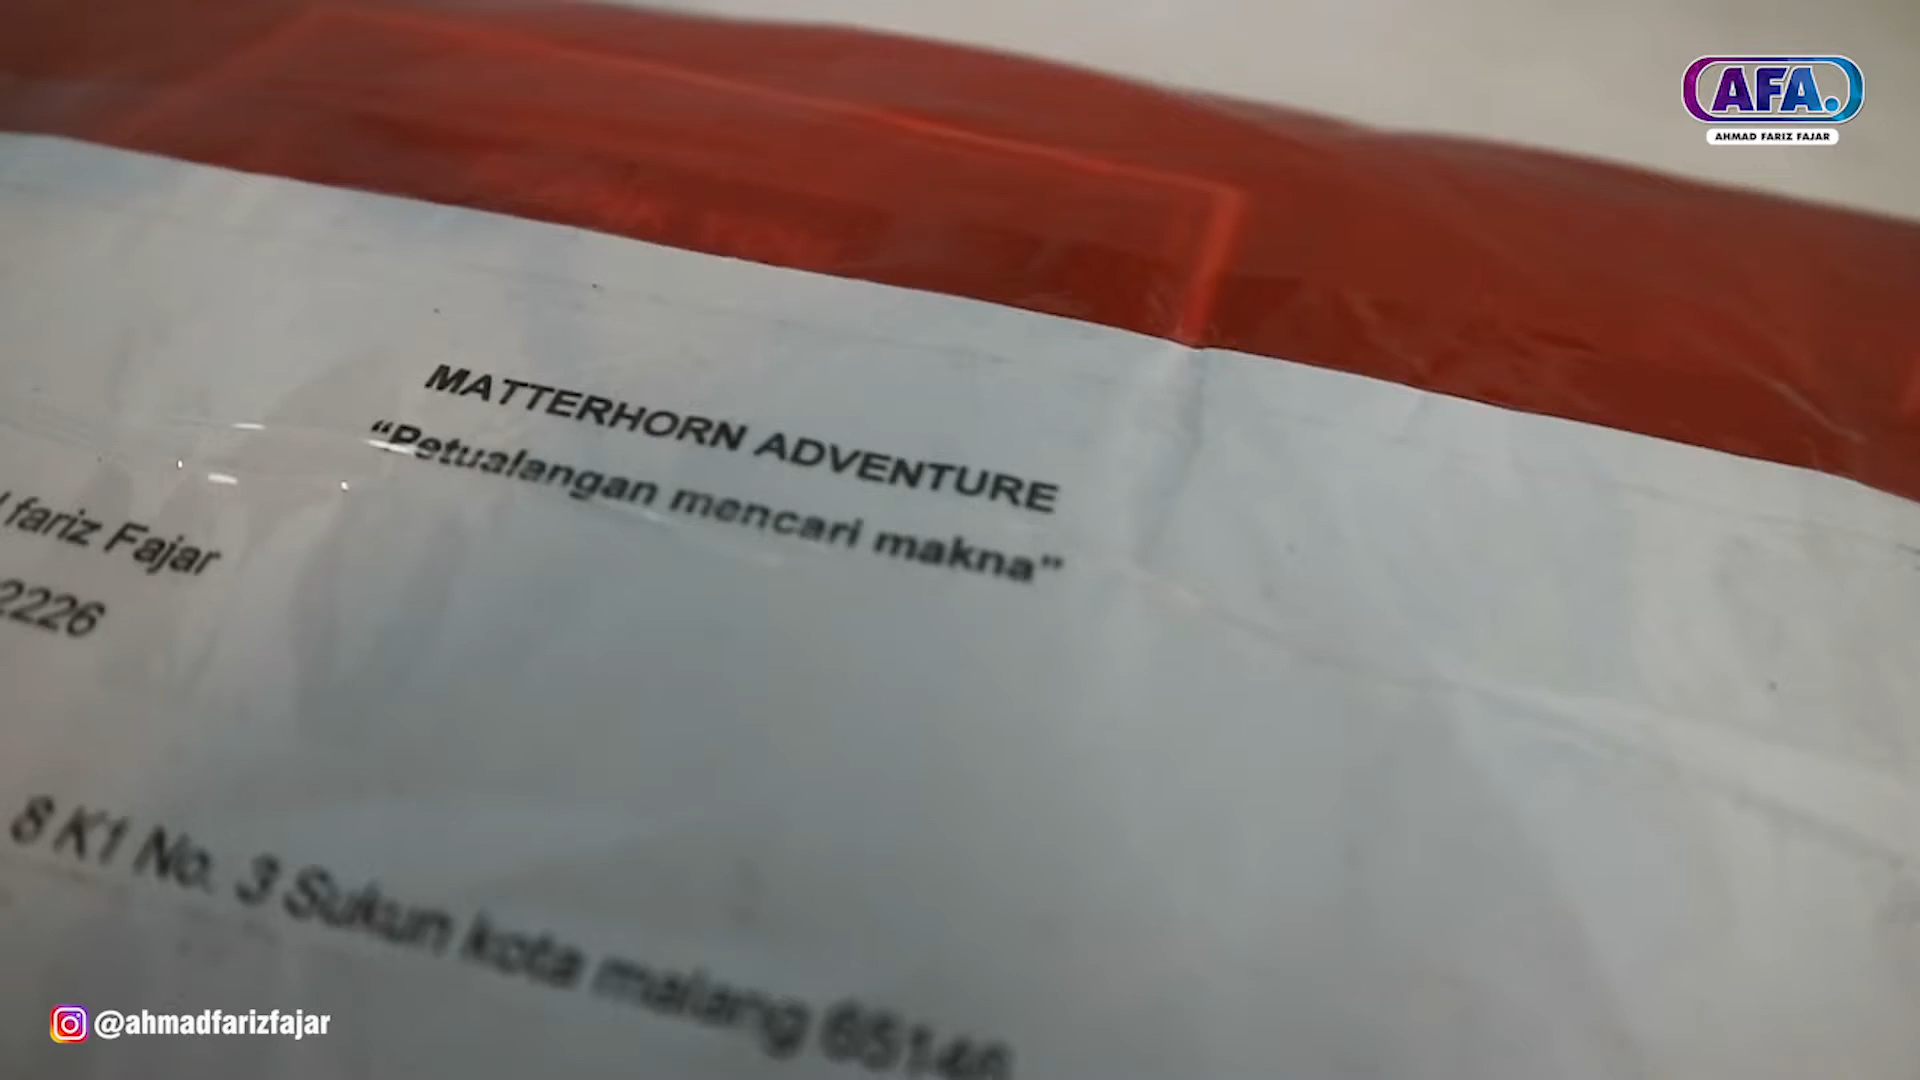 AFA.
AHMAD FARIZ FAJAR
MATTERHORN ADVENTURE
“Petualangan mencari makna”
fariz Fajar
2226
8 K1 No. 3 Sukun kota malang 65146
@ahmadfarizfajar